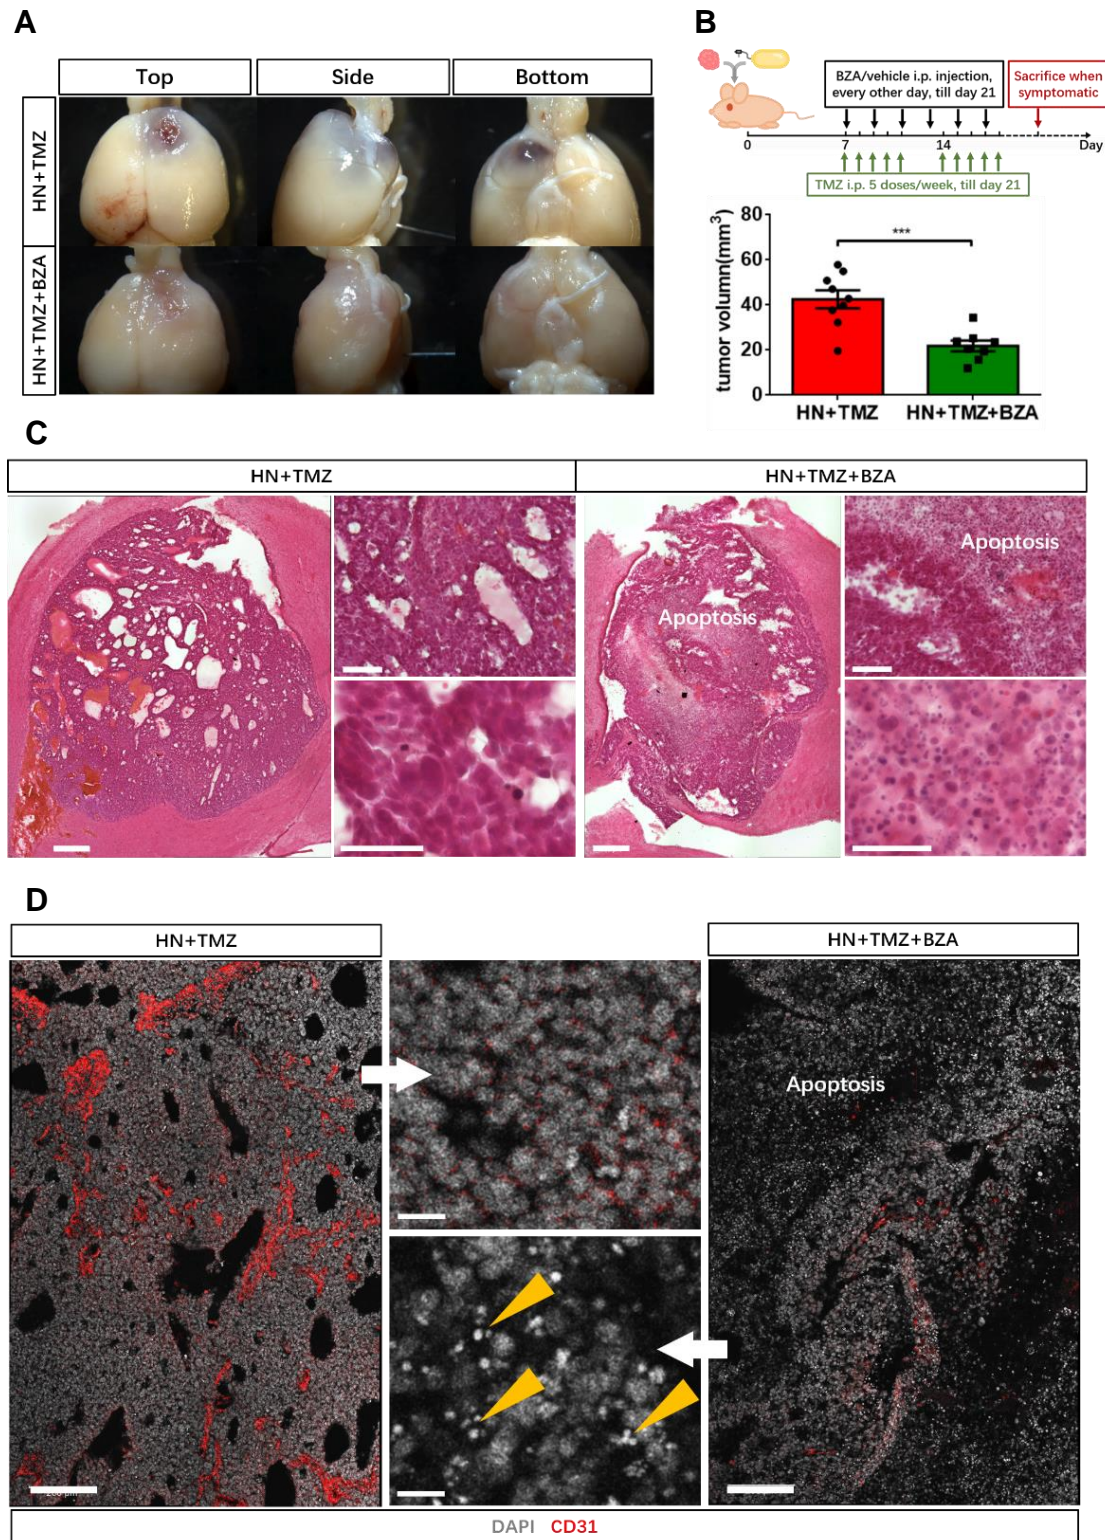 A
Top
Side
Bottom
HN+TMZ
HN+TMZ+BZA
B
BZA/vehicle i.p. injection,
every other day, till day 21
Sacrifice when
symptomatic
0
7
14
Day
TMZ i.p. 5 doses/week, till day 21
tumor volumn(mm³)
80
60
40
20
0
***
HN+TMZ
HN+TMZ+BZA
C
HN+TMZ
HN+TMZ+BZA
Apoptosis
Apoptosis
D
HN+TMZ
HN+TMZ+BZA
Apoptosis
DAPI CD31